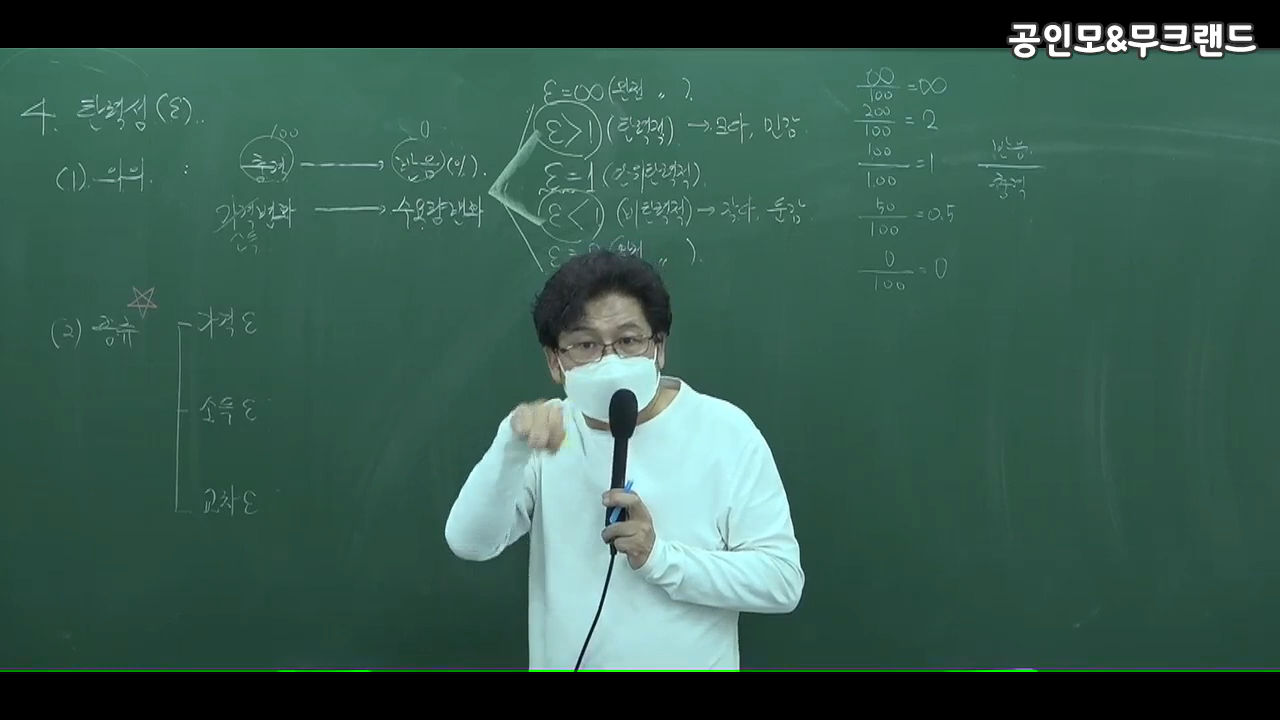 공인모&무크랜드
4. 탄력성(ε).
(1). 의의 :
100
충격 → 반응(%).
0
가격변화 → 수요량변화
소득
ε=∞(완전 〃 ).
ε>1 (탄력적) → 크다, 민감
ε=1 (단위탄력적)
ε<1 (비탄력적) → 작다, 둔감.
(완전 〃 ).
∞/100 =∞
200/100 = 2
100/100 =1
50/100 =0.5
0/100 =0
반응/충격
(2) 종류
가격 ε
소득 ε
교차 ε